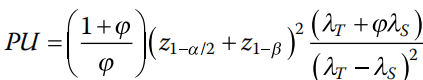 PU = ((1+φ)/φ)(z_{1−α/2} + z_{1−β})^2 (λ_T + φλ_S)/(λ_T − λ_S)^2